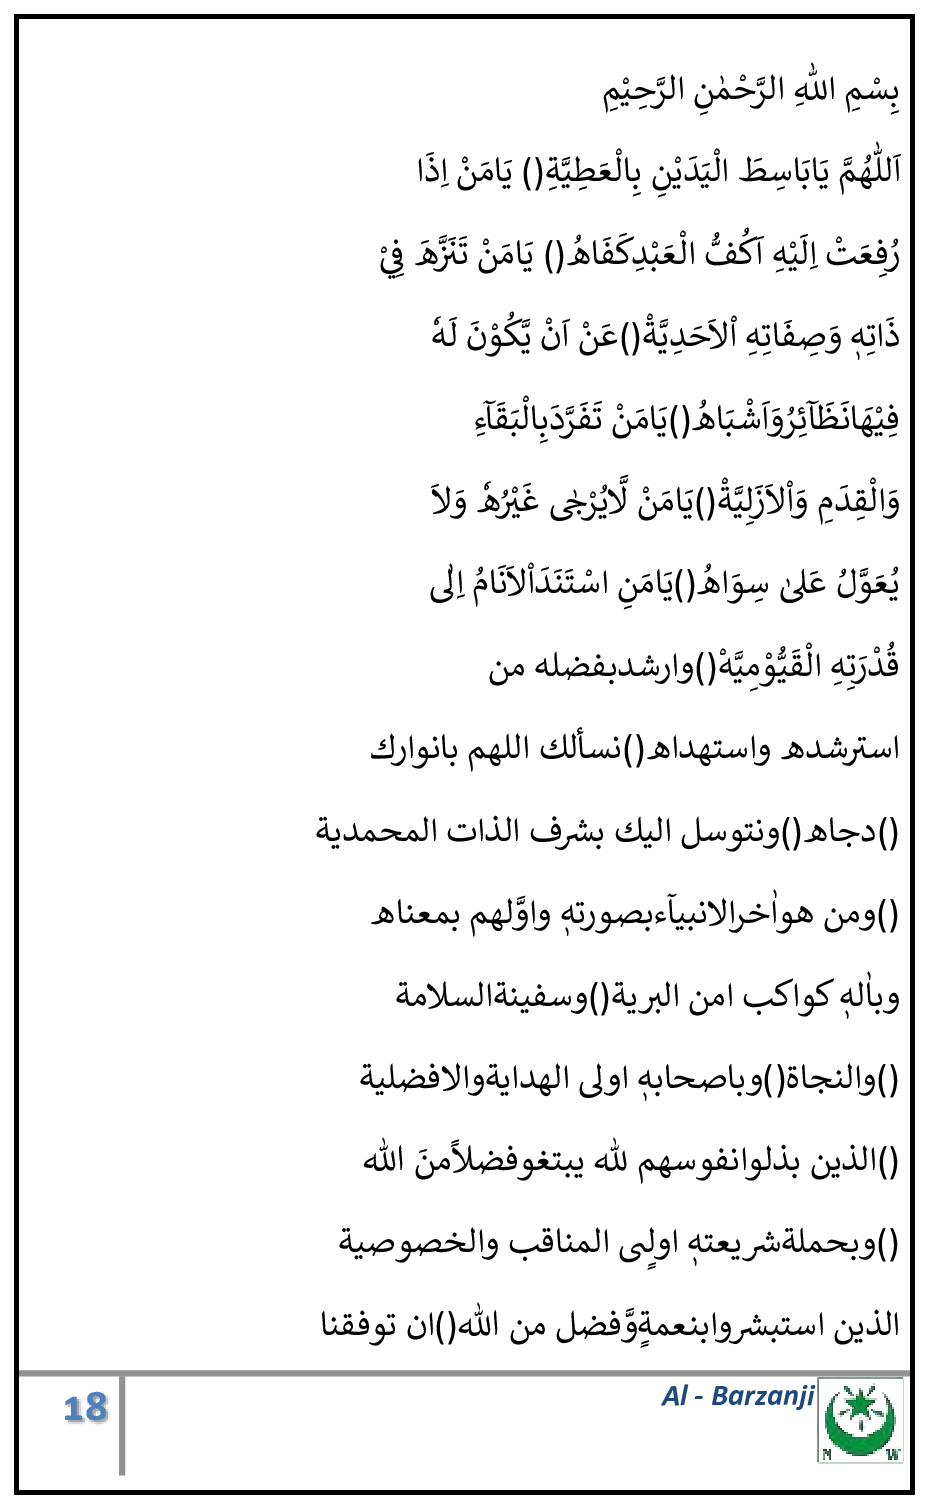 بِسْمِ اللهِ الرَّحْمٰنِ الرَّحِيْمِ
اَللّٰهُمَّ يَابَاسِطَ الْيَدَيْنِ بِالْعَطِيَّةِ() يَامَنْ اِذَا
رُفِعَتْ اِلَيْهِ اَكُفُّ الْعَبْدِكَفَاهُ() يَامَنْ تَنَزَّهَ فِيْ
ذَاتِهٖ وَصِفَاتِهِ اْلاَحَدِيَّةْ()عَنْ اَنْ يَّكُوْنَ لَهٗ
فِيْهَانَظَآئِرُوَاَشْبَاهُ()يَامَنْ تَفَرَّدَبِالْبَقَآءِ
وَالْقِدَمِ وَاْلاَزَلِيَّةْ()يَامَنْ لَّايُرْجٰى غَيْرُهٗ وَلاَ
يُعَوَّلُ عَلىٰ سِوَاهُ()يَامَنِ اسْتَنَدَاْلاَنَامُ اِلٰى
قُدْرَتِهِ الْقَيُّوْمِيَّهْ()وارشدبفضله من
استرشده واستهداه()نسألك اللهم بانوارك
()دجاه()ونتوسل اليك بشرف الذات المحمدية
()ومن هواٰخرالانبيآءبصورتهٖ واوَّلهم بمعناه
وباٰلهٖ كواكب امن البرية()وسفينةالسلامة
()والنجاة()وباصحابهٖ اولى الهدايةوالافضلية
()الذين بذلوانفوسهم لله يبتغوفضلاًمنَ الله
()وبحملةشريعتهٖ اولٍى المناقب والخصوصية
الذين استبشروابنعمةٍوَّفضل من الله()ان توفقنا
Al - Barzanji
18
N W